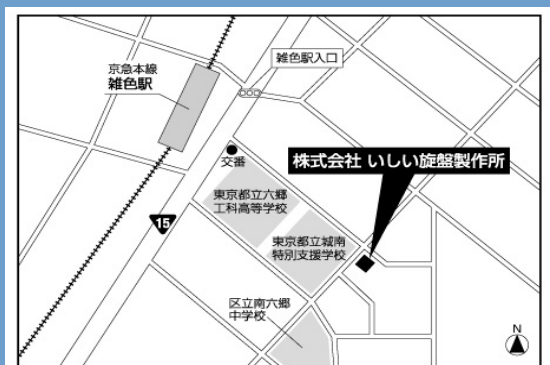 雑色駅入口
京急本線
雑色駅
交番
株式会社 いしい旋盤製作所
東京都立六郷
工科高等学校
15
東京都立城南
特別支援学校
区立南六郷
中学校
N